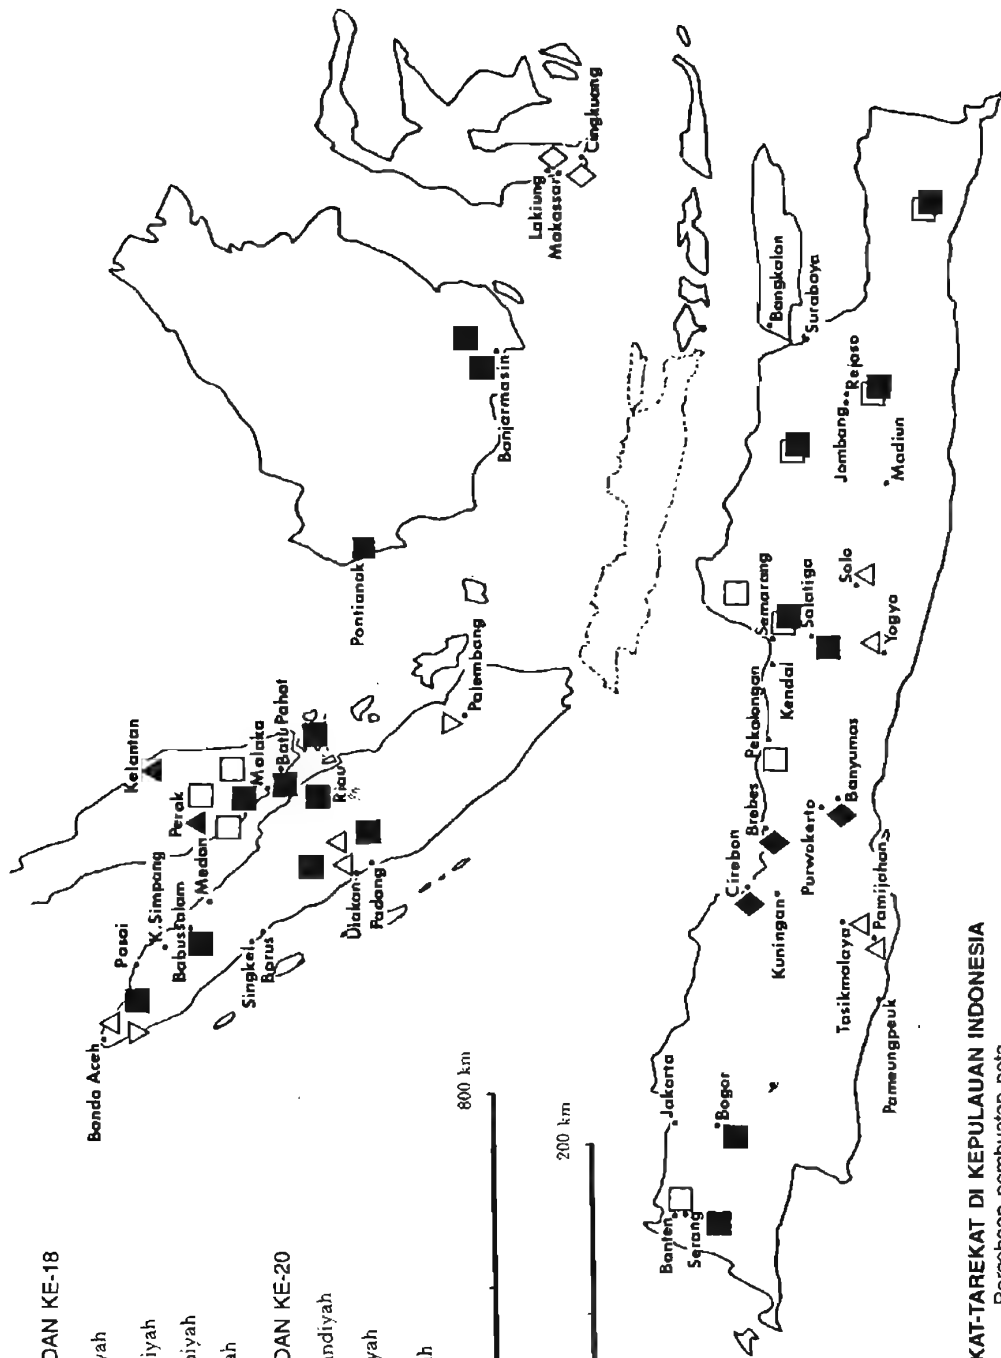 DAN KE-18
yah
iyah
iyah
ah
DAN KE-20
ndiyah
yah
ah
800 km
200 km
Banda Aceh
Pasai
K.Simpang
Babussalam
Medan
Singkel
Barus
Perak
Kelantan
Malaka
Batu Pahat
Riau
Padang
Palembang
Pontianak
Banjarmasin
Lakiung
Makassar
Cingkuang
Banten
Serang
Jakarta
Bogor
Cirebon
Kuningan
Brebes
Pekalongan
Kendal
Semarang
Salatiga
Purwokerto
Banyumas
Tasikmalaya
Pamijahan
Pameungpeuk
Solo
Yogya
Madiun
Jombang
Rejoso
Surabaya
Bangkalan
KAT-TAREKAT DI KEPULAUAN INDONESIA